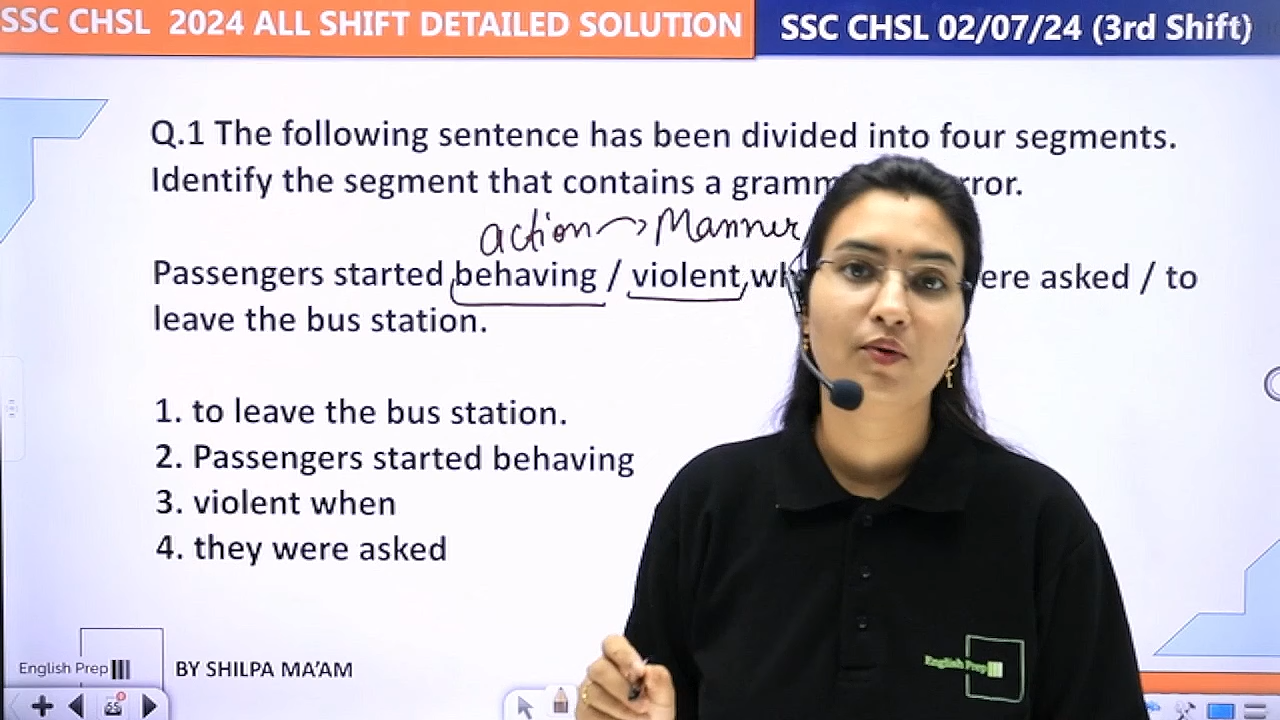 SSC CHSL 2024 ALL SHIFT DETAILED SOLUTION
SSC CHSL 02/07/24 (3rd Shift)
Q.1 The following sentence has been divided into four segments.
Identify the segment that contains a
action → Manner
Passengers started behaving / violent were asked / to
leave the bus station.
1. to leave the bus station.
2. Passengers started behaving
3. violent when
4. they were asked
English Prep
BY SHILPA MA'AM
English Prep